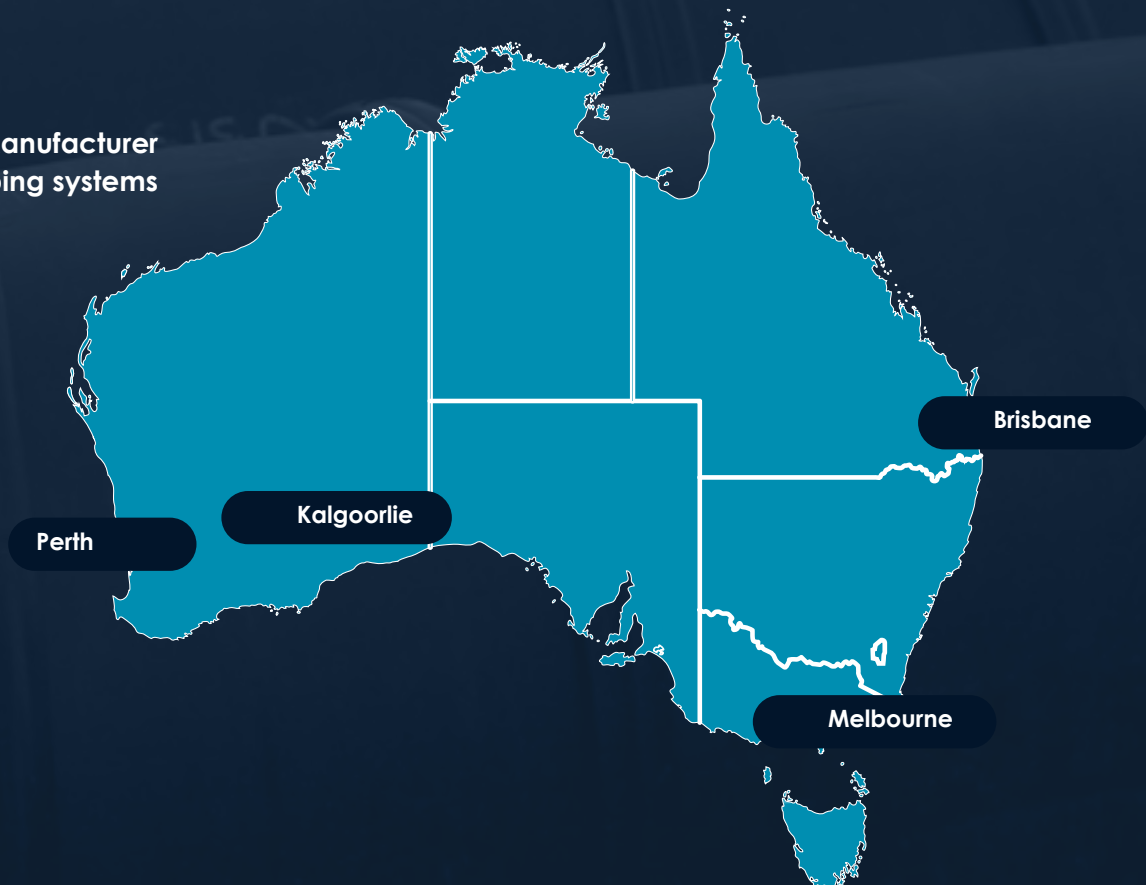 anufacturer
ing systems
Brisbane
Kalgoorlie
Perth
Melbourne